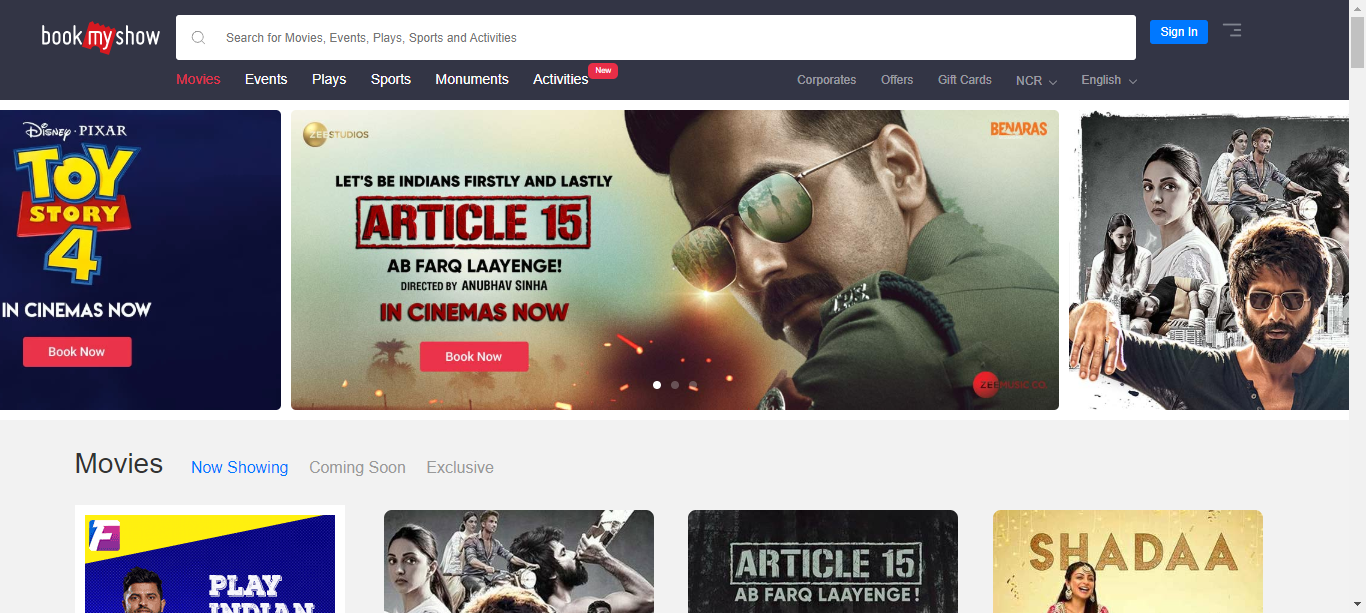 bookmyshow
Search for Movies, Events, Plays, Sports and Activities
Sign In
Movies Events Plays Sports Monuments Activities New
Corporates Offers Gift Cards NCR English
Disney · PIXAR
TOY
STORY
4
IN CINEMAS NOW
Book Now
ZEE STUDIOS
BENARAS
LET'S BE INDIANS FIRSTLY AND LASTLY
ARTICLE 15
AB FARQ LAAYENGE!
DIRECTED BY ANUBHAV SINHA
IN CINEMAS NOW
Book Now
ZEE MUSIC CO.
Movies Now Showing Coming Soon Exclusive
F
PLAY
INDIAN
ARTICLE 15
AB FARQ LAAYENGE!
SHADAA